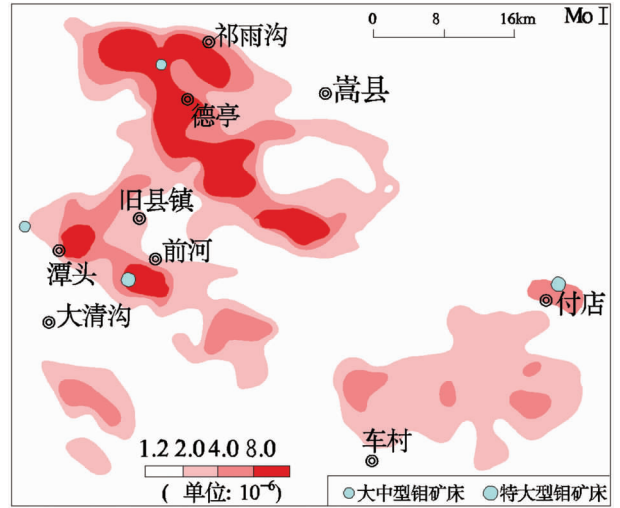 0 8 16km
Mo I
祁雨沟
嵩县
德亭
旧县镇
前河
潭头
大清沟
付店
车村
1.2 2.0 4.0 8.0
( 单位: 10⁻⁶)
大中型钼矿床 特大型钼矿床